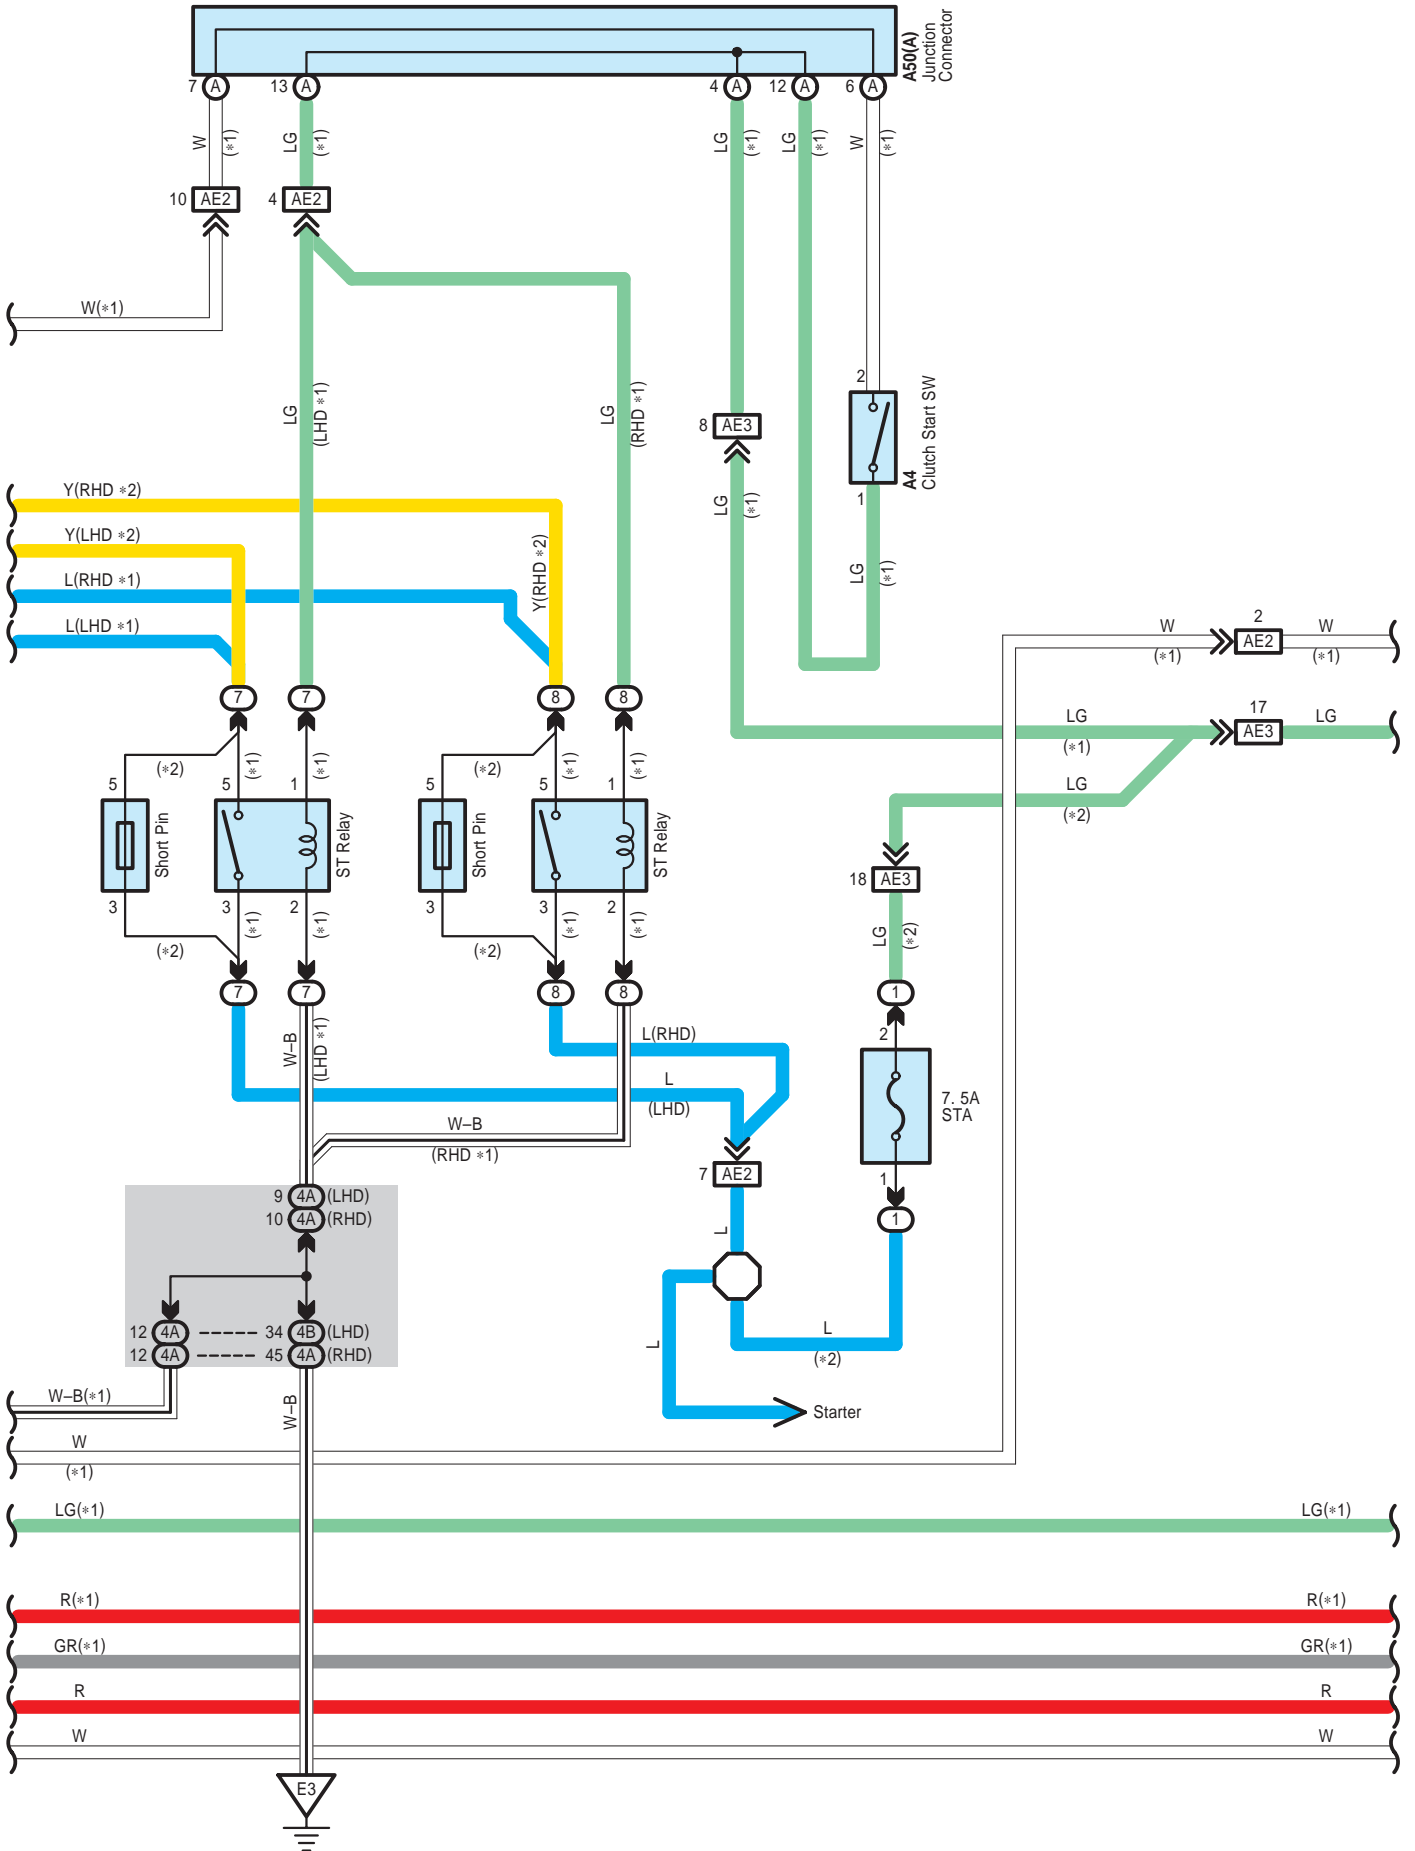 A50(A)
Junction
Connector
7 A
13 A
4 A
12 A
6 A
W
(*1)
LG
(*1)
LG
(*1)
LG
(*1)
W
(*1)
10 AE2
4 AE2
W(*1)
LG
(LHD *1)
LG
(RHD *1)
2
A4
Clutch Start SW
1
8 AE3
LG
(*1)
LG
(*1)
Y(RHD *2)
Y(LHD *2)
L(RHD *1)
L(LHD *1)
Y(RHD *2)
W
(*1)
2
AE2
W
(*1)
7
7
8
8
LG
(*1)
17
AE3
LG
LG
(*2)
(*2)
(*1)
(*1)
(*2)
(*1)
(*1)
5
5
1
5
5
1
Short Pin
ST Relay
Short Pin
ST Relay
3
3
2
3
3
2
(*2)
(*1)
(*1)
(*2)
(*1)
(*1)
18 AE3
LG
(*2)
7
7
8
8
1
2
W–B
(LHD *1)
L(RHD)
L
(LHD)
W–B
(RHD *1)
7. 5A
STA
1
1
7 AE2
L
9 4A (LHD)
10 4A (RHD)
12 4A
34 4B (LHD)
12 4A
45 4A (RHD)
L
L
(*2)
Starter
W–B(*1)
W–B
W
(*1)
LG(*1)
LG(*1)
R(*1)
R(*1)
GR(*1)
GR(*1)
R
R
W
W
E3